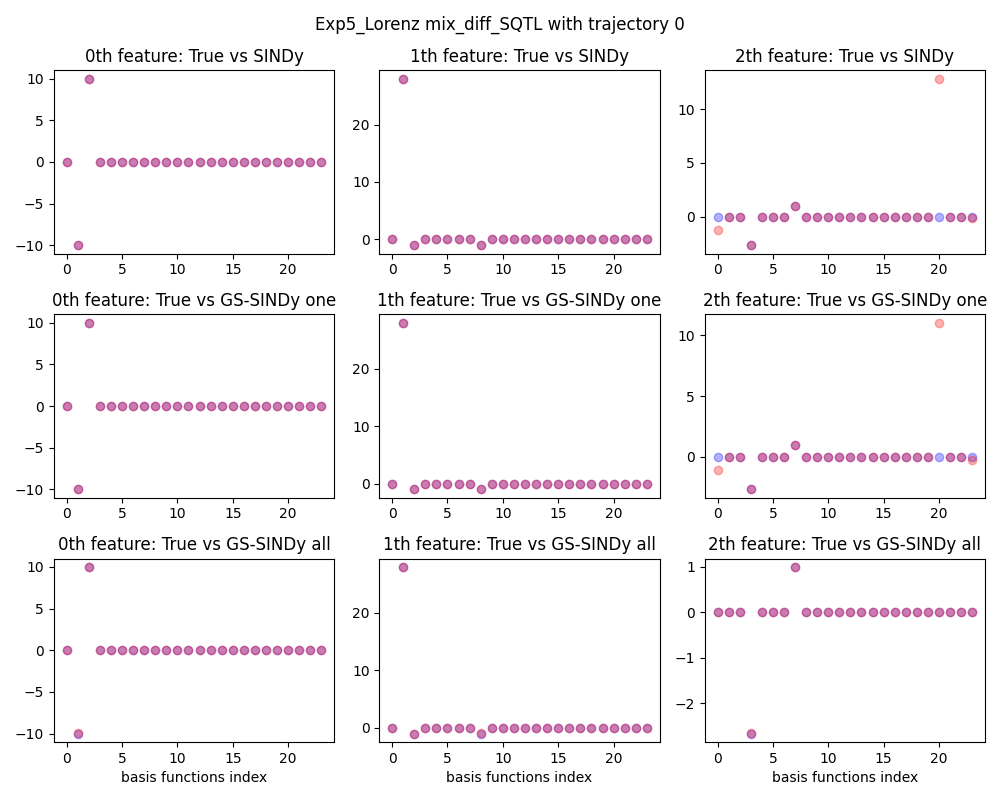 Exp5_Lorenz mix_diff_SQTL with trajectory 0
0th feature: True vs SINDy
1th feature: True vs SINDy
2th feature: True vs SINDy
10
5
0
−5
−10
0 5 10 15 20
20
10
0
0 5 10 15 20
10
5
0
0 5 10 15 20
0th feature: True vs GS-SINDy one
1th feature: True vs GS-SINDy one
2th feature: True vs GS-SINDy one
10
5
0
−5
−10
0 5 10 15 20
20
10
0
0 5 10 15 20
10
5
0
0 5 10 15 20
0th feature: True vs GS-SINDy all
1th feature: True vs GS-SINDy all
2th feature: True vs GS-SINDy all
10
5
0
−5
−10
0 5 10 15 20
basis functions index
20
10
0
0 5 10 15 20
basis functions index
1
0
−1
−2
0 5 10 15 20
basis functions index